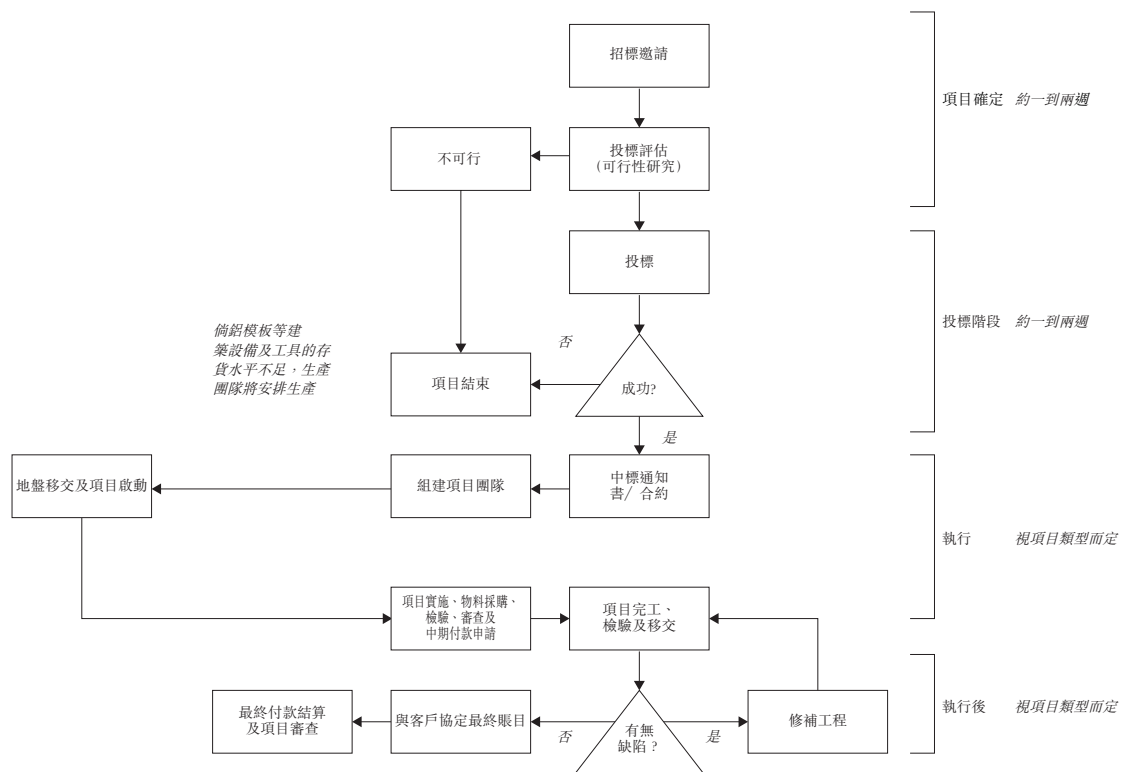 招標邀請
項目確定 約一到兩週
不可行
投標評估
(可行性研究)
投標
投標階段 約一到兩週
倘鋁模板等建
築設備及工具的存
貨水平不足，生產
團隊將安排生產
否
項目結束
成功?
是
地盤移交及項目啟動
組建項目團隊
中標通知
書/ 合約
執行 視項目類型而定
項目實施、物料採購、
檢驗、審查及
中期付款申請
項目完工、
檢驗及移交
最終付款結算
及項目審查
與客戶協定最終賬目
否
有無
缺陷?
是
修補工程
執行後 視項目類型而定